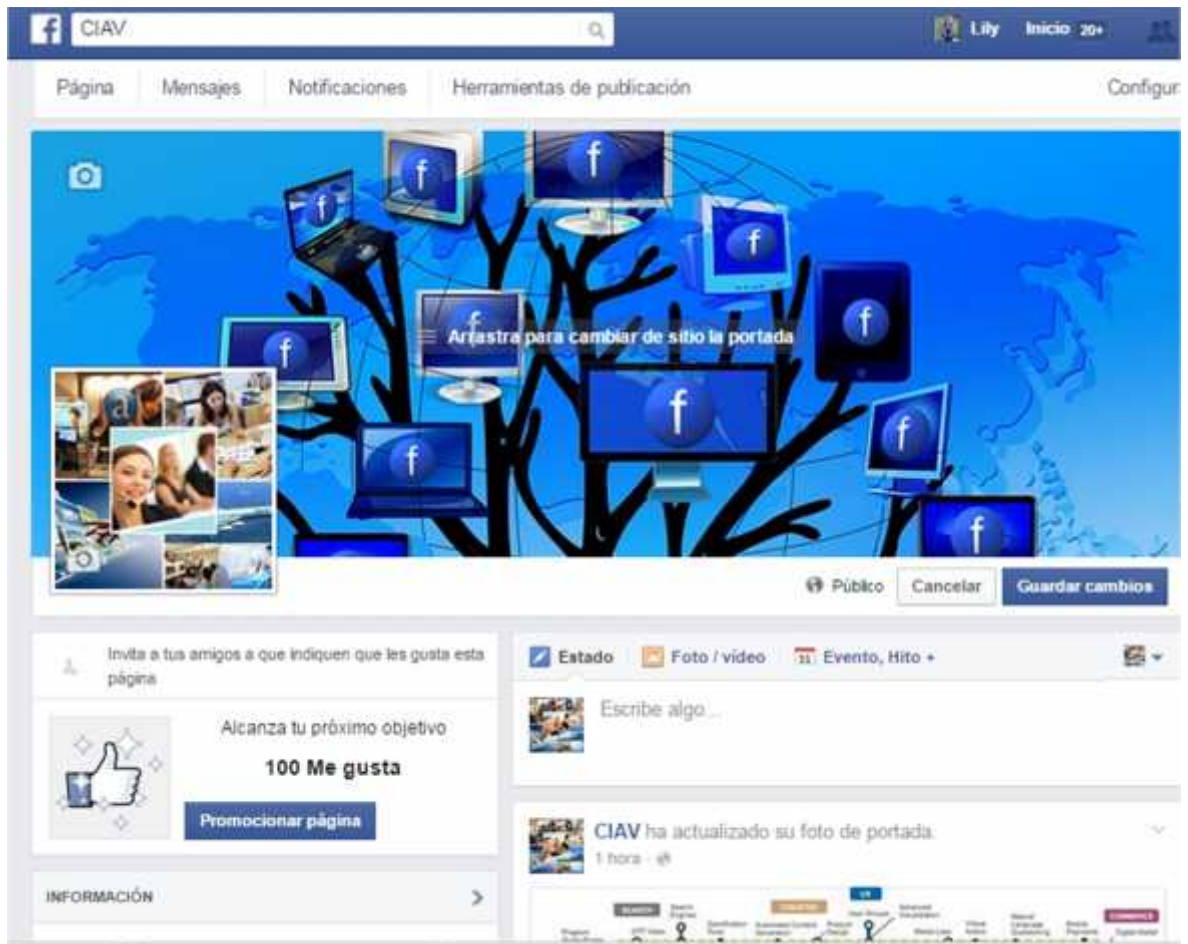 f CIAV
Lily Inicio 20+
Página Mensajes Notificaciones Herramientas de publicación Configur
f
f
f
f
f
f
f
f
f
f
f
Arrastra para cambiar de sitio la portada
a
Público Cancelar Guardar cambios
Invita a tus amigos a que indiquen que les gusta esta
página
Alcanza tu próximo objetivo
100 Me gusta
Promocionar página
INFORMACIÓN
Estado Foto / vídeo 31 Evento, Hito +
Escribe algo...
CIAV ha actualizado su foto de portada.
1 hora